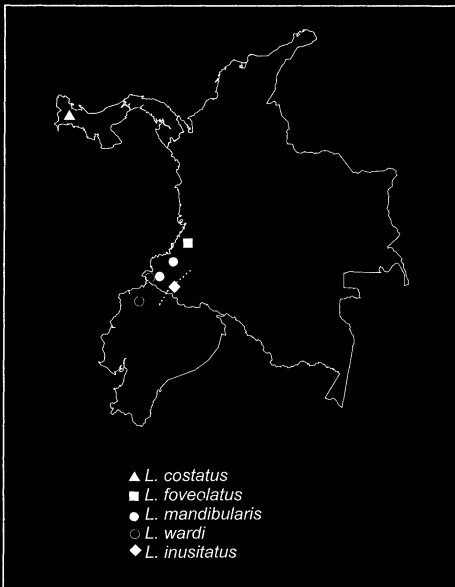 L. costatus
L. foveolatus
L. mandibularis
L. wardi
L. inusitatus